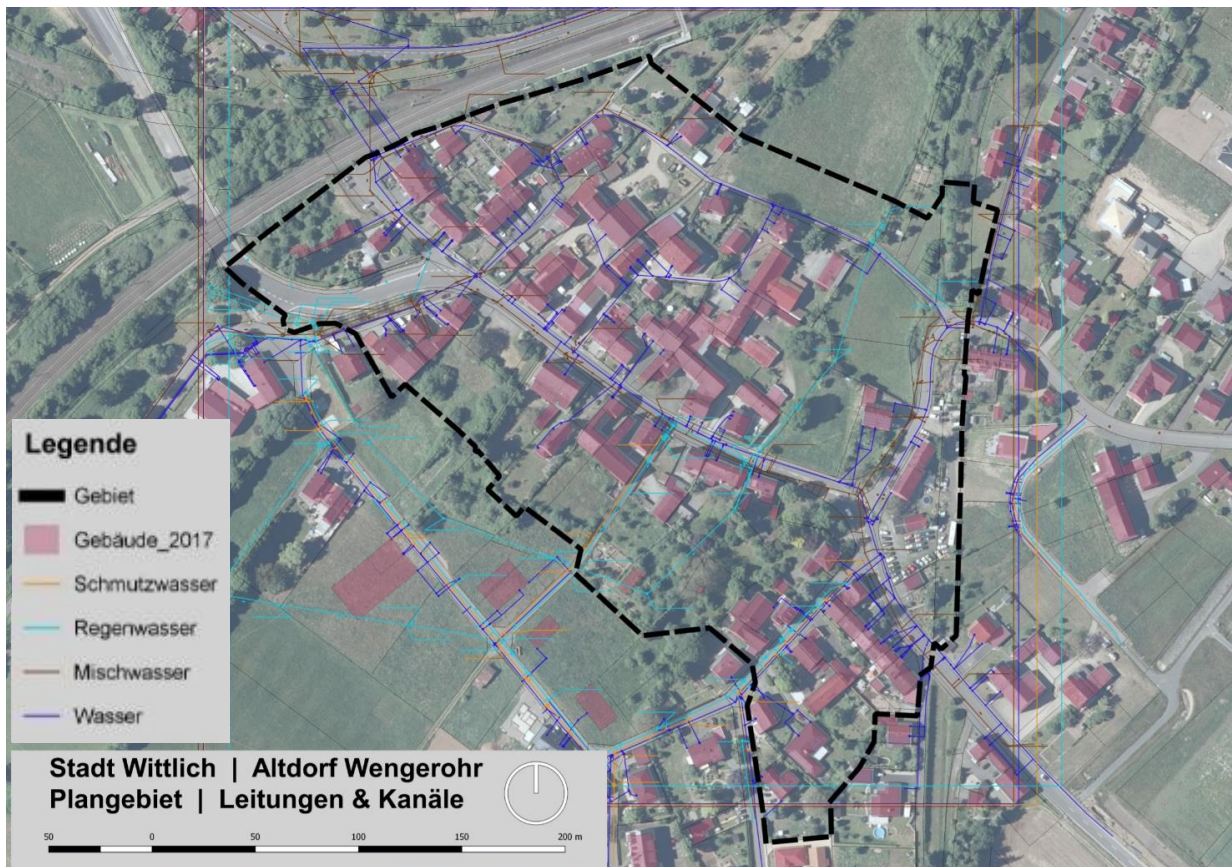 Legende
Gebiet
Gebäude_2017
Schmutzwasser
Regenwasser
Mischwasser
Wasser
Stadt Wittlich | Altdorf Wengerohr
Plangebiet | Leitungen & Kanäle
50 0 50 100 150 200 m